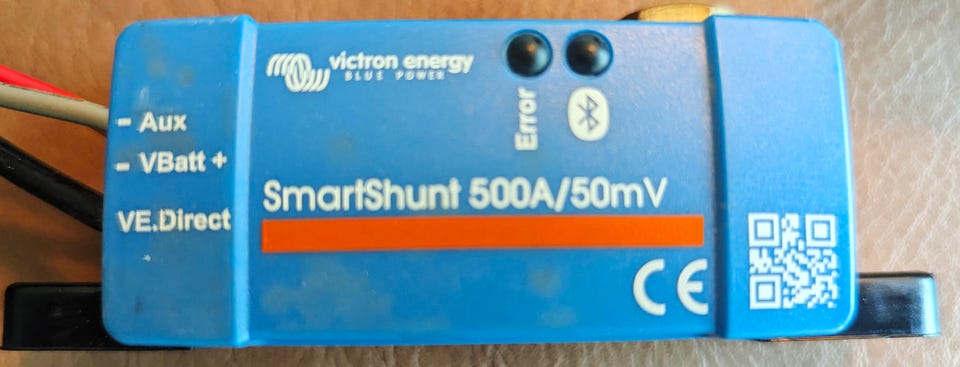 victron energy
BLUE POWER
Error
- Aux
- VBatt +
VE.Direct
SmartShunt 500A/50mV
CE